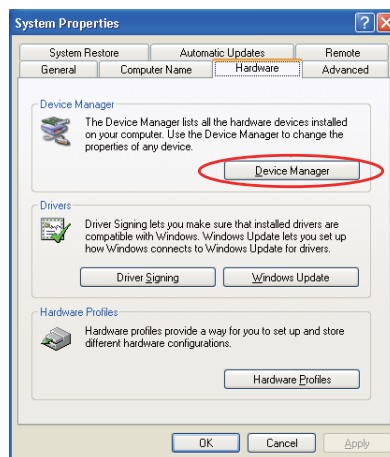 System Properties
System Restore
Automatic Updates
Remote
General
Computer Name
Hardware
Advanced
Device Manager
The Device Manager lists all the hardware devices installed
on your computer. Use the Device Manager to change the
properties of any device.
Device Manager
Drivers
Driver Signing lets you make sure that installed drivers are
compatible with Windows. Windows Update lets you set up
how Windows connects to Windows Update for drivers.
Driver Signing
Windows Update
Hardware Profiles
Hardware profiles provide a way for you to set up and store
different hardware configurations.
Hardware Profiles
OK
Cancel
Apply